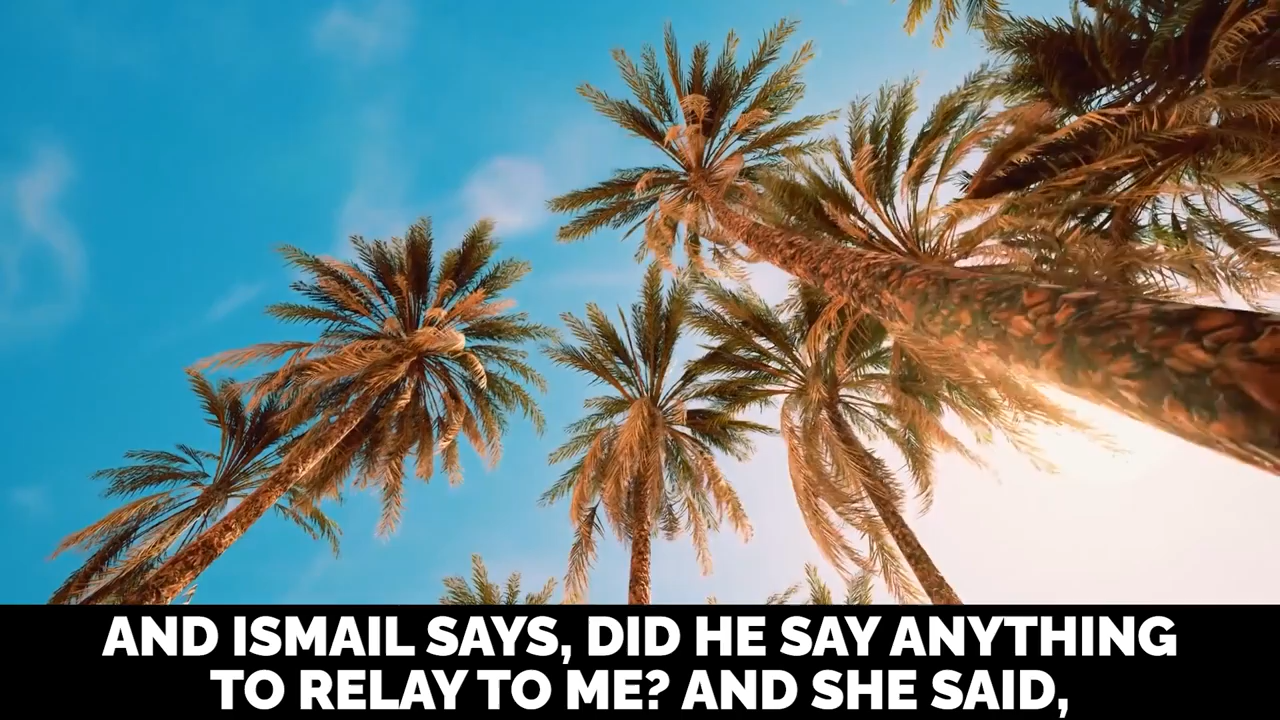 AND ISMAIL SAYS, DID HE SAY ANYTHING
TO RELAY TO ME? AND SHE SAID,